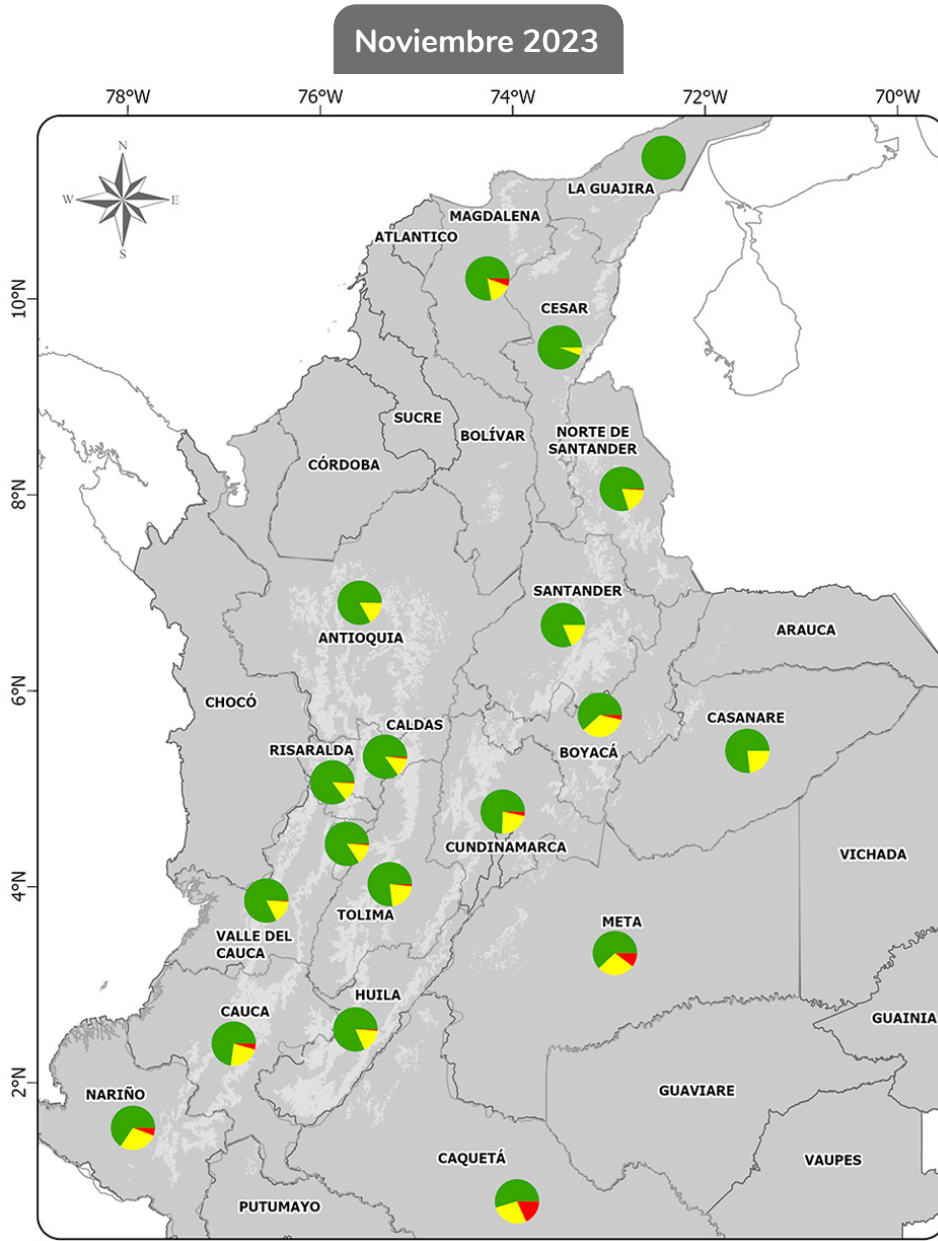 Noviembre 2023
78°W 76°W 74°W 72°W 70°W
N
W E
S
10°N
8°N
6°N
4°N
2°N
LA GUAJIRA
MAGDALENA
ATLANTICO
CESAR
SUCRE
BOLÍVAR
NORTE DE
SANTANDER
CÓRDOBA
SANTANDER
ANTIOQUIA
ARAUCA
CHOCÓ
CALDAS
CASANARE
RISARALDA
BOYACÁ
CUNDINAMARCA
VICHADA
TOLIMA
META
VALLE DEL
CAUCA
HUILA
CAUCA
GUAINIA
NARIÑO
GUAVIARE
CAQUETÁ
VAUPES
PUTUMAYO